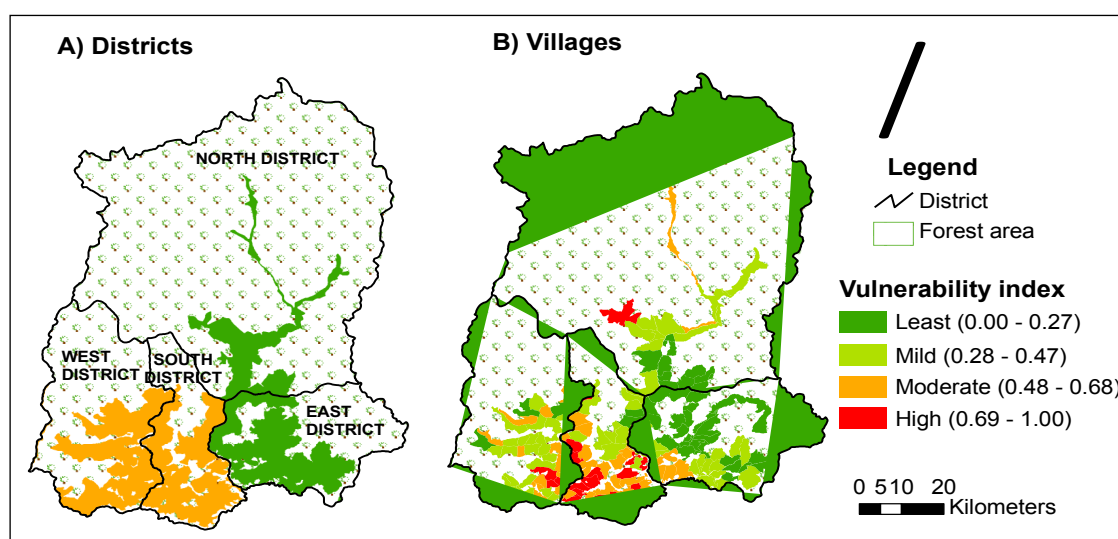 A) Districts
NORTH DISTRICT
WEST
DISTRICT
SOUTH
DISTRICT
EAST
DISTRICT
B) Villages
Legend
District
Forest area
Vulnerability index
Least (0.00 - 0.27)
Mild (0.28 - 0.47)
Moderate (0.48 - 0.68)
High (0.69 - 1.00)
0 510 20
Kilometers